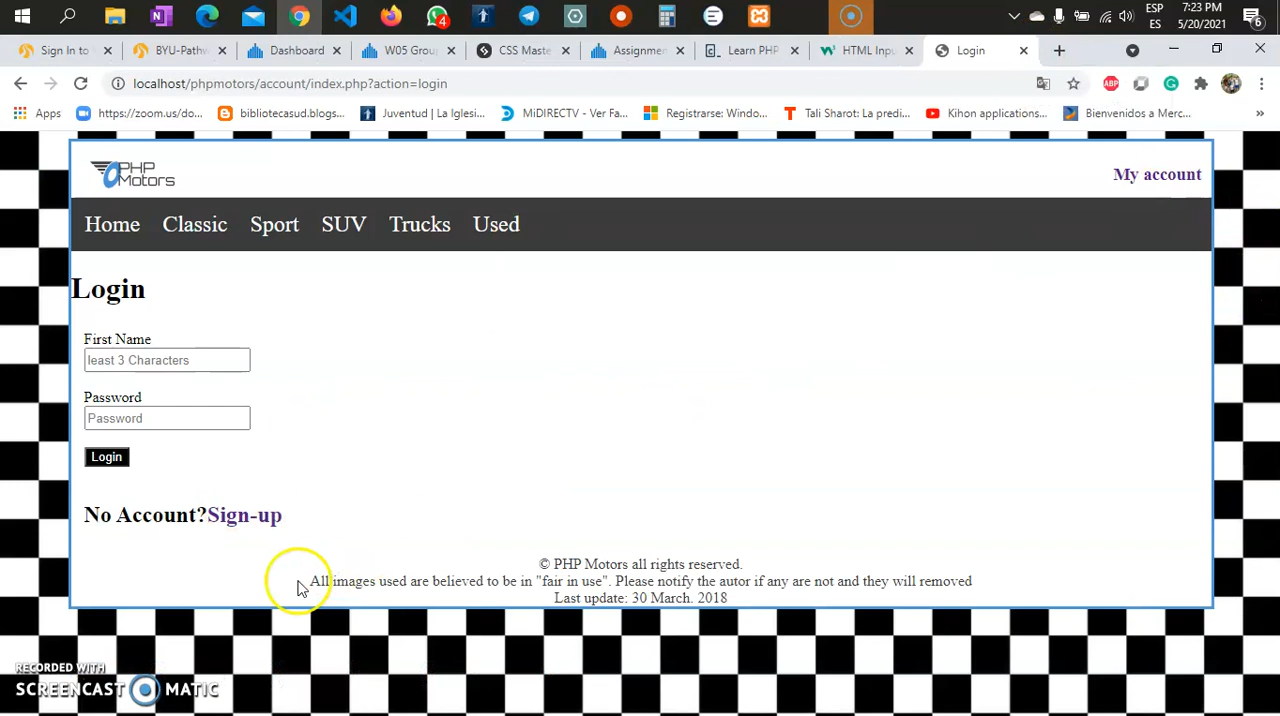 4
ESP
ES
7:23 PM
5/20/2021
6
Sign In to
BYU-Pathw
Dashboard
W05 Grou
CSS Maste
Assignmen
Learn PHP
HTML Inpu
Login
localhost/phpmotors/account/index.php?action=login
ABP
Apps
https://zoom.us/do...
bibliotecasud.blogs...
Juventud | La Iglesi...
MiDIRECTV - Ver Fa...
Registrarse: Windo...
Tali Sharot: La predi...
Kihon applications...
Bienvenidos a Merc...
PHP
Motors
My account
Home Classic Sport SUV Trucks Used
Login
First Name
least 3 Characters
Password
Password
Login
No Account?Sign-up
© PHP Motors all rights reserved.
All images used are believed to be in "fair in use". Please notify the autor if any are not and they will removed
Last update: 30 March. 2018
RECORDED WITH
SCREENCAST MATIC